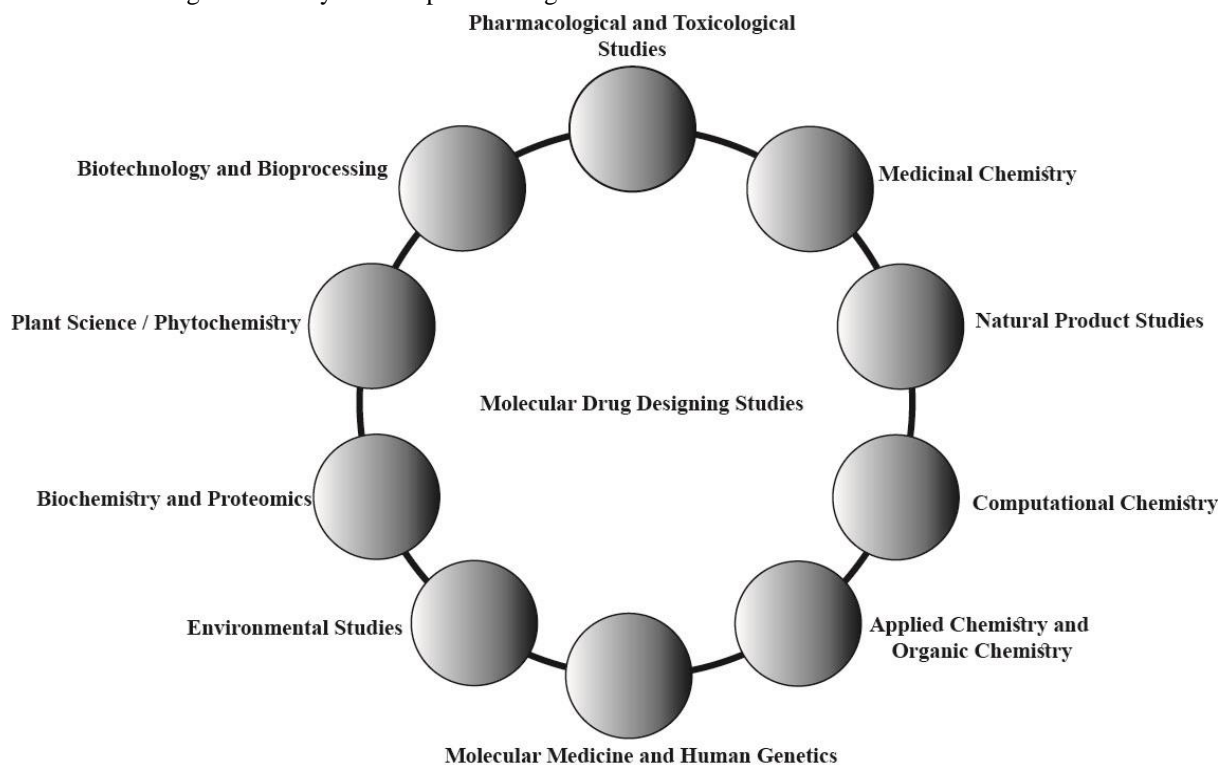 Pharmacological and Toxicological
Studies
Biotechnology and Bioprocessing
Medicinal Chemistry
Plant Science / Phytochemistry
Natural Product Studies
Molecular Drug Designing Studies
Biochemistry and Proteomics
Computational Chemistry
Environmental Studies
Applied Chemistry and
Organic Chemistry
Molecular Medicine and Human Genetics